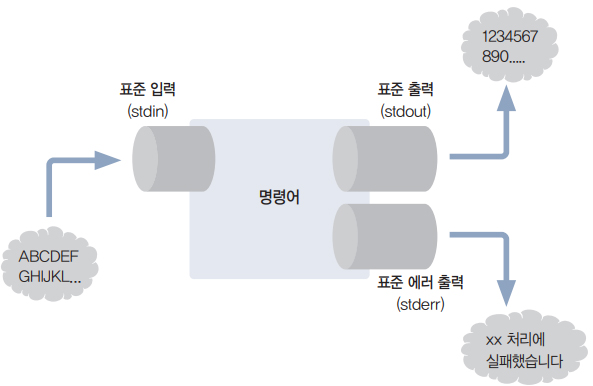 1234567
890.....
표준 입력
(stdin)
표준 출력
(stdout)
명령어
ABCDEF
GHIJKL...
표준 에러 출력
(stderr)
xx 처리에
실패했습니다